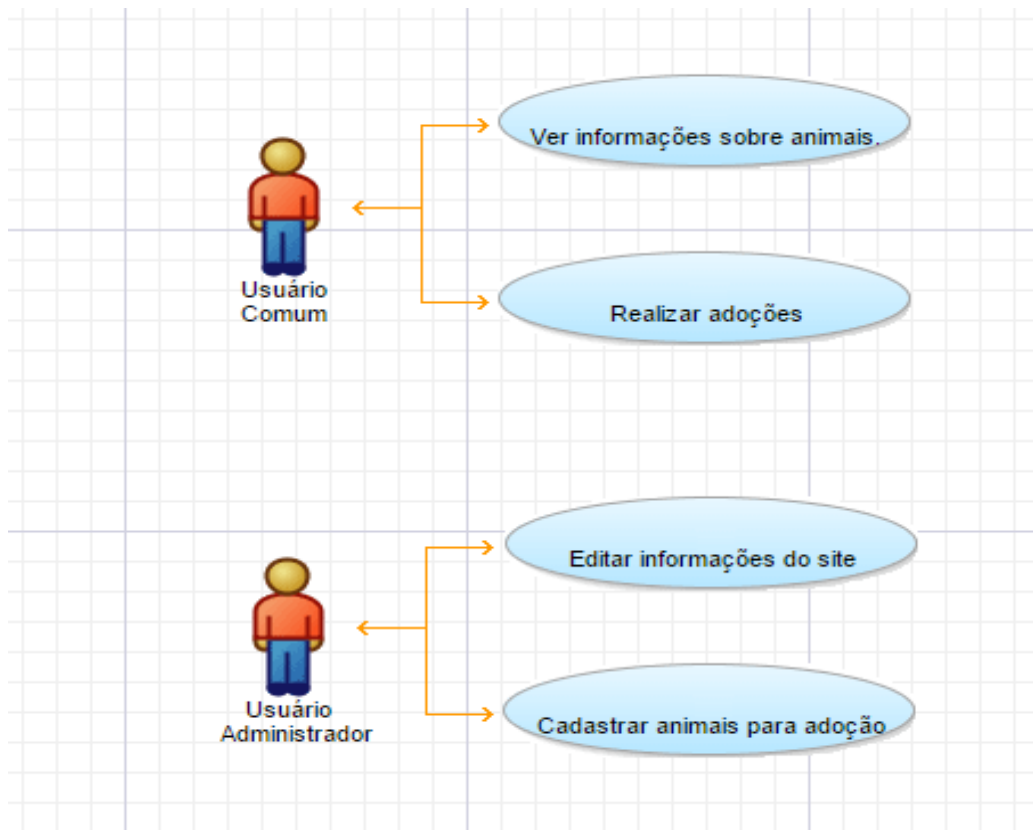 Ver informações sobre animais.
Usuário
Comum
Realizar adoções
Editar informações do site
Usuário
Administrador
Cadastrar animais para adoção